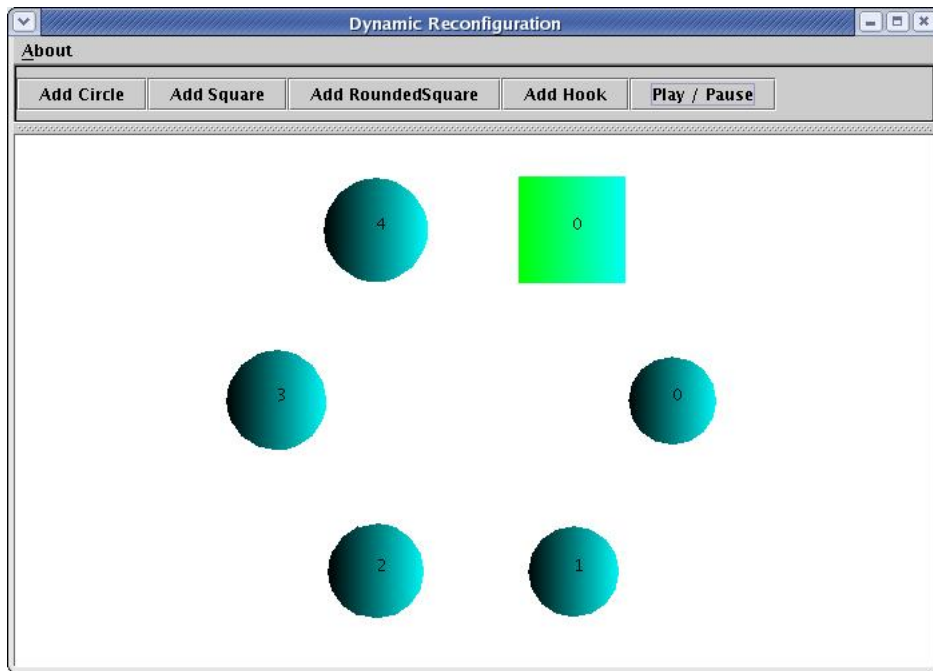 Dynamic Reconfiguration
About
Add Circle Add Square Add RoundedSquare Add Hook Play / Pause
4 0
3 0
2 1